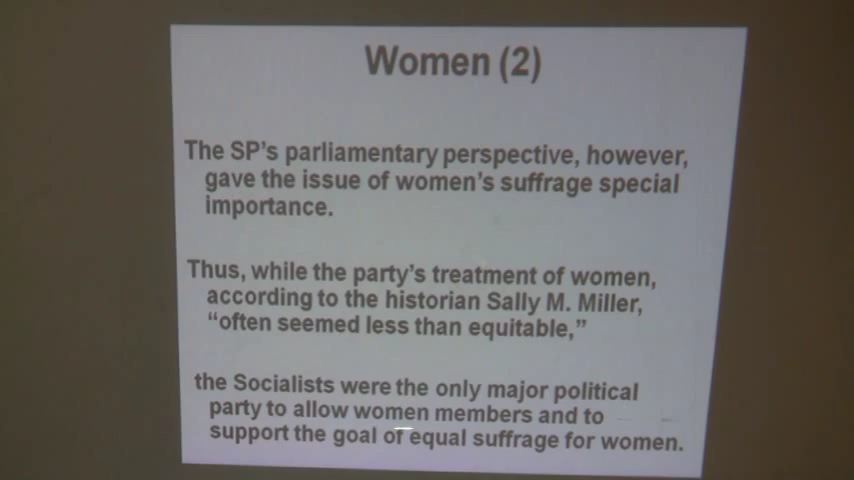 Women (2)
The SP's parliamentary perspective, however,
gave the issue of women's suffrage special
importance.
Thus, while the party's treatment of women,
according to the historian Sally M. Miller,
“often seemed less than equitable,”
the Socialists were the only major political
party to allow women members and to
support the goal of equal suffrage for women.